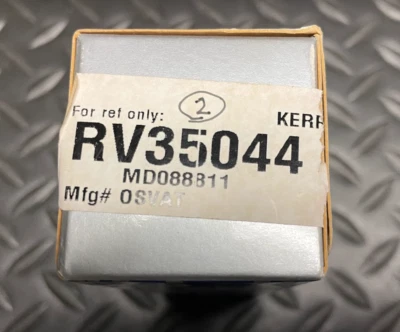 For ref only: 2 KERR
RV35044
MD088811
Mfg# OSVAT